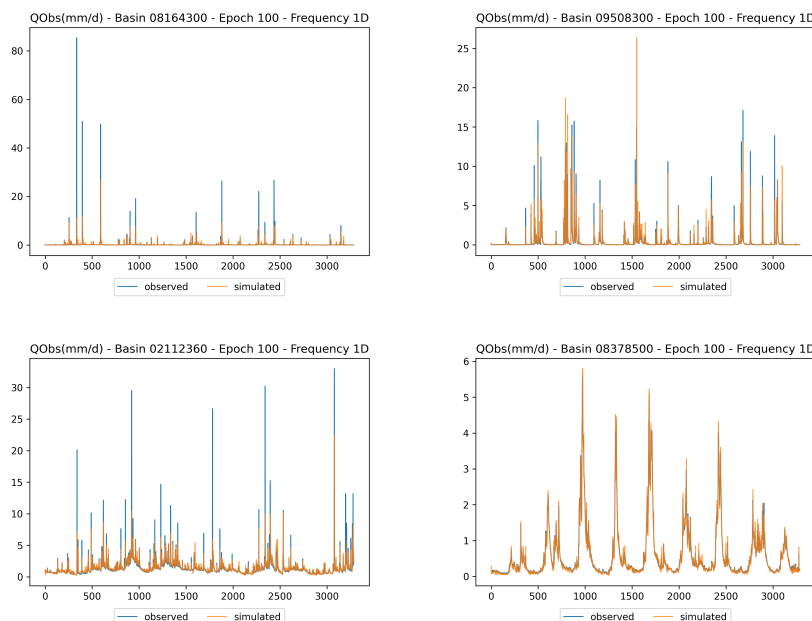 QObs(mm/d) - Basin 08164300 - Epoch 100 - Frequency 1D
80
60
40
20
0
0 500 1000 1500 2000 2500 3000
observed simulated
QObs(mm/d) - Basin 09508300 - Epoch 100 - Frequency 1D
25
20
15
10
5
0
0 500 1000 1500 2000 2500 3000
observed simulated
QObs(mm/d) - Basin 02112360 - Epoch 100 - Frequency 1D
30
25
20
15
10
5
0
0 500 1000 1500 2000 2500 3000
observed simulated
QObs(mm/d) - Basin 08378500 - Epoch 100 - Frequency 1D
6
5
4
3
2
1
0
0 500 1000 1500 2000 2500 3000
observed simulated